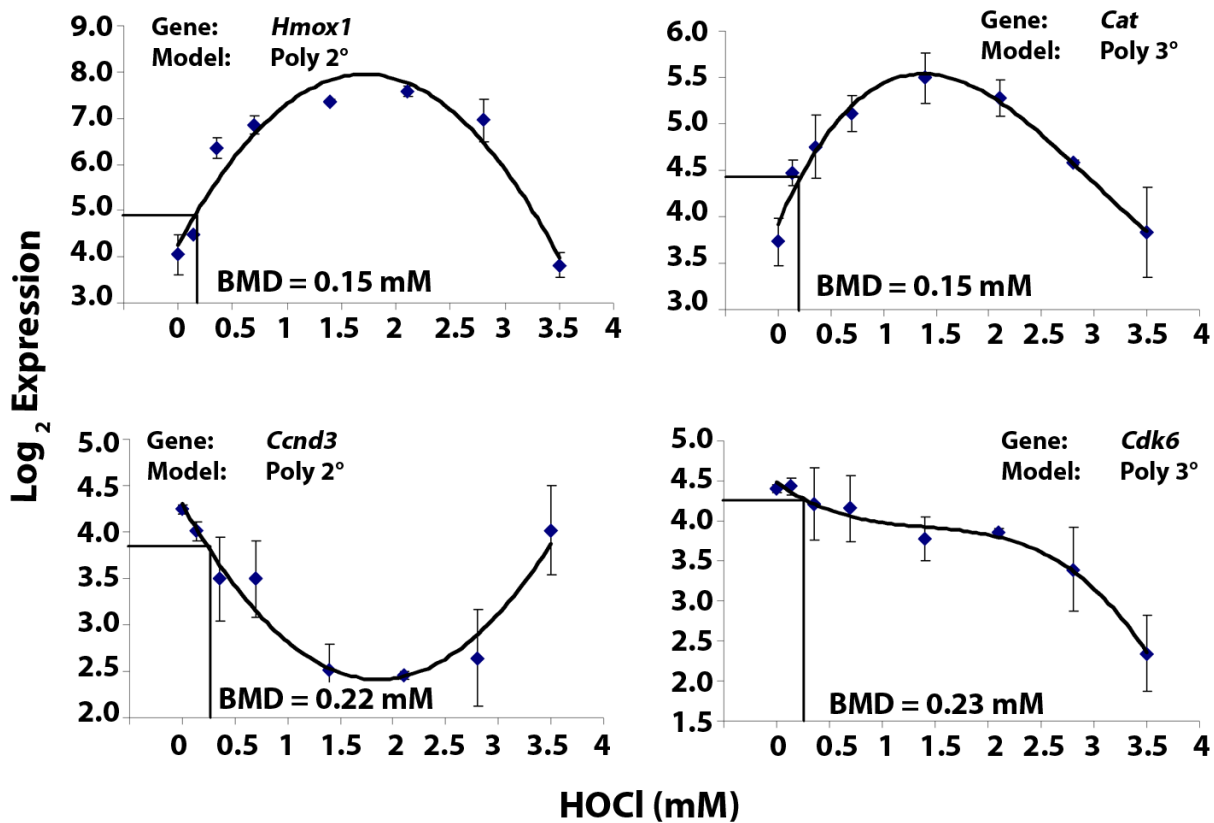 Log 2 Expression
Gene: Hmox1
Model: Poly 2°
9.0
8.0
7.0
6.0
5.0
4.0
3.0
BMD = 0.15 mM
0 0.5 1 1.5 2 2.5 3 3.5 4
Gene: Cat
Model: Poly 3°
6.0
5.5
5.0
4.5
4.0
3.5
3.0
BMD = 0.15 mM
0 0.5 1 1.5 2 2.5 3 3.5 4
Gene: Ccnd3
Model: Poly 2°
5.0
4.5
4.0
3.5
3.0
2.5
2.0
BMD = 0.22 mM
0 0.5 1 1.5 2 2.5 3 3.5 4
Gene: Cdk6
Model: Poly 3°
5.0
4.5
4.0
3.5
3.0
2.5
2.0
1.5
BMD = 0.23 mM
0 0.5 1 1.5 2 2.5 3 3.5 4
HOCl (mM)